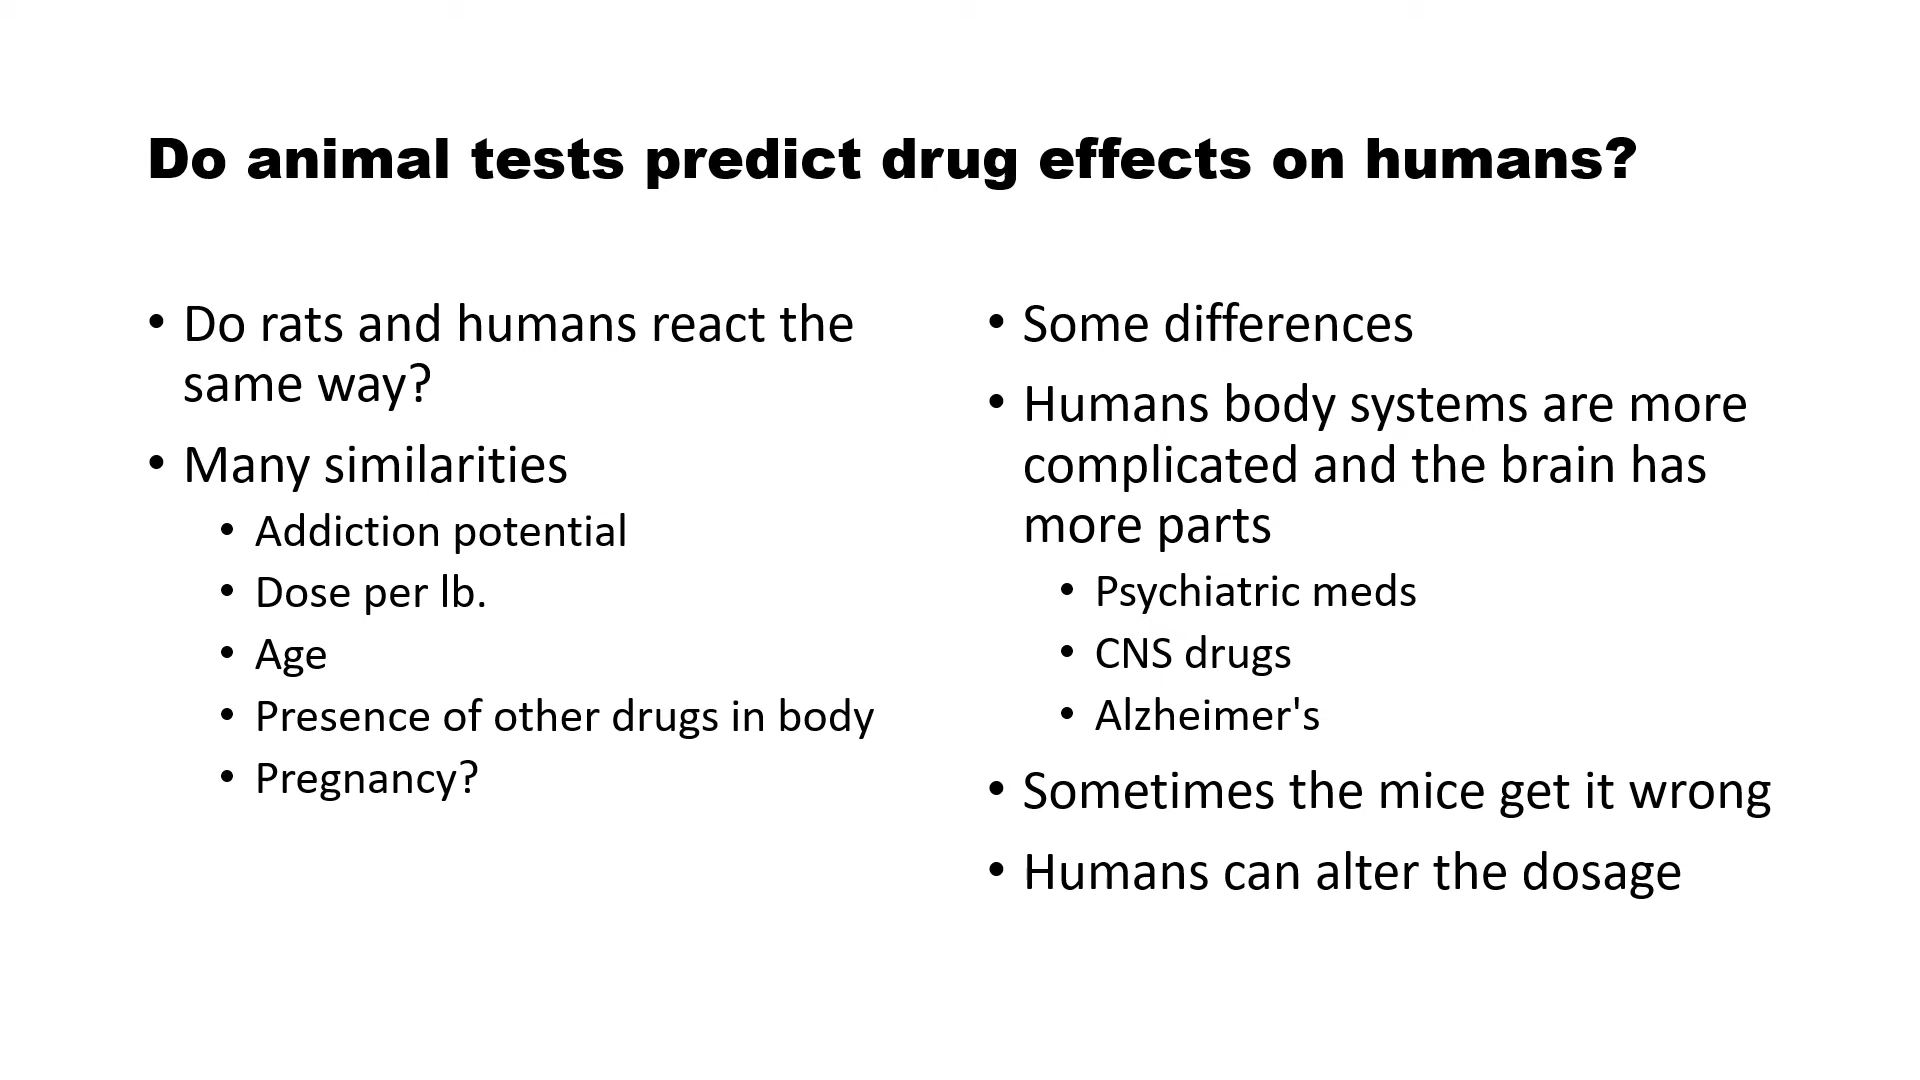 Do animal tests predict drug effects on humans?
• Do rats and humans react the
same way?
• Many similarities
• Addiction potential
• Dose per lb.
• Age
• Presence of other drugs in body
• Pregnancy?
• Some differences
• Humans body systems are more
complicated and the brain has
more parts
• Psychiatric meds
• CNS drugs
• Alzheimer's
• Sometimes the mice get it wrong
• Humans can alter the dosage